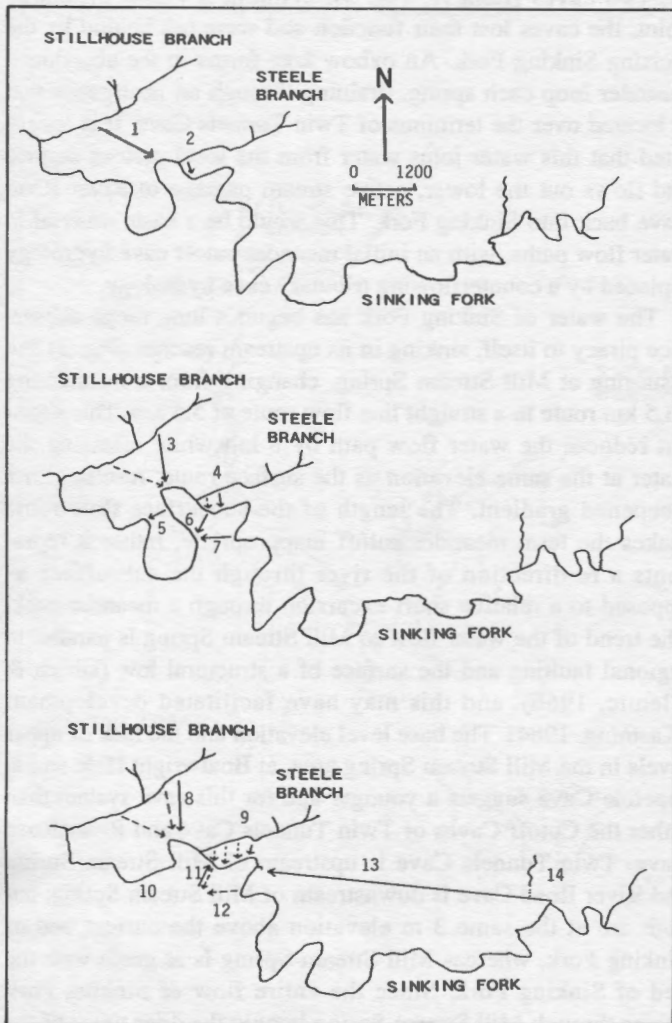 STILLHOUSE BRANCH
STEELE
BRANCH
N
1
2
0 1200
METERS
SINKING FORK
STILLHOUSE BRANCH
STEELE
BRANCH
3
4
5
6
7
SINKING FORK
STILLHOUSE BRANCH
STEELE
BRANCH
8
9
10
11
12
13
14
SINKING FORK